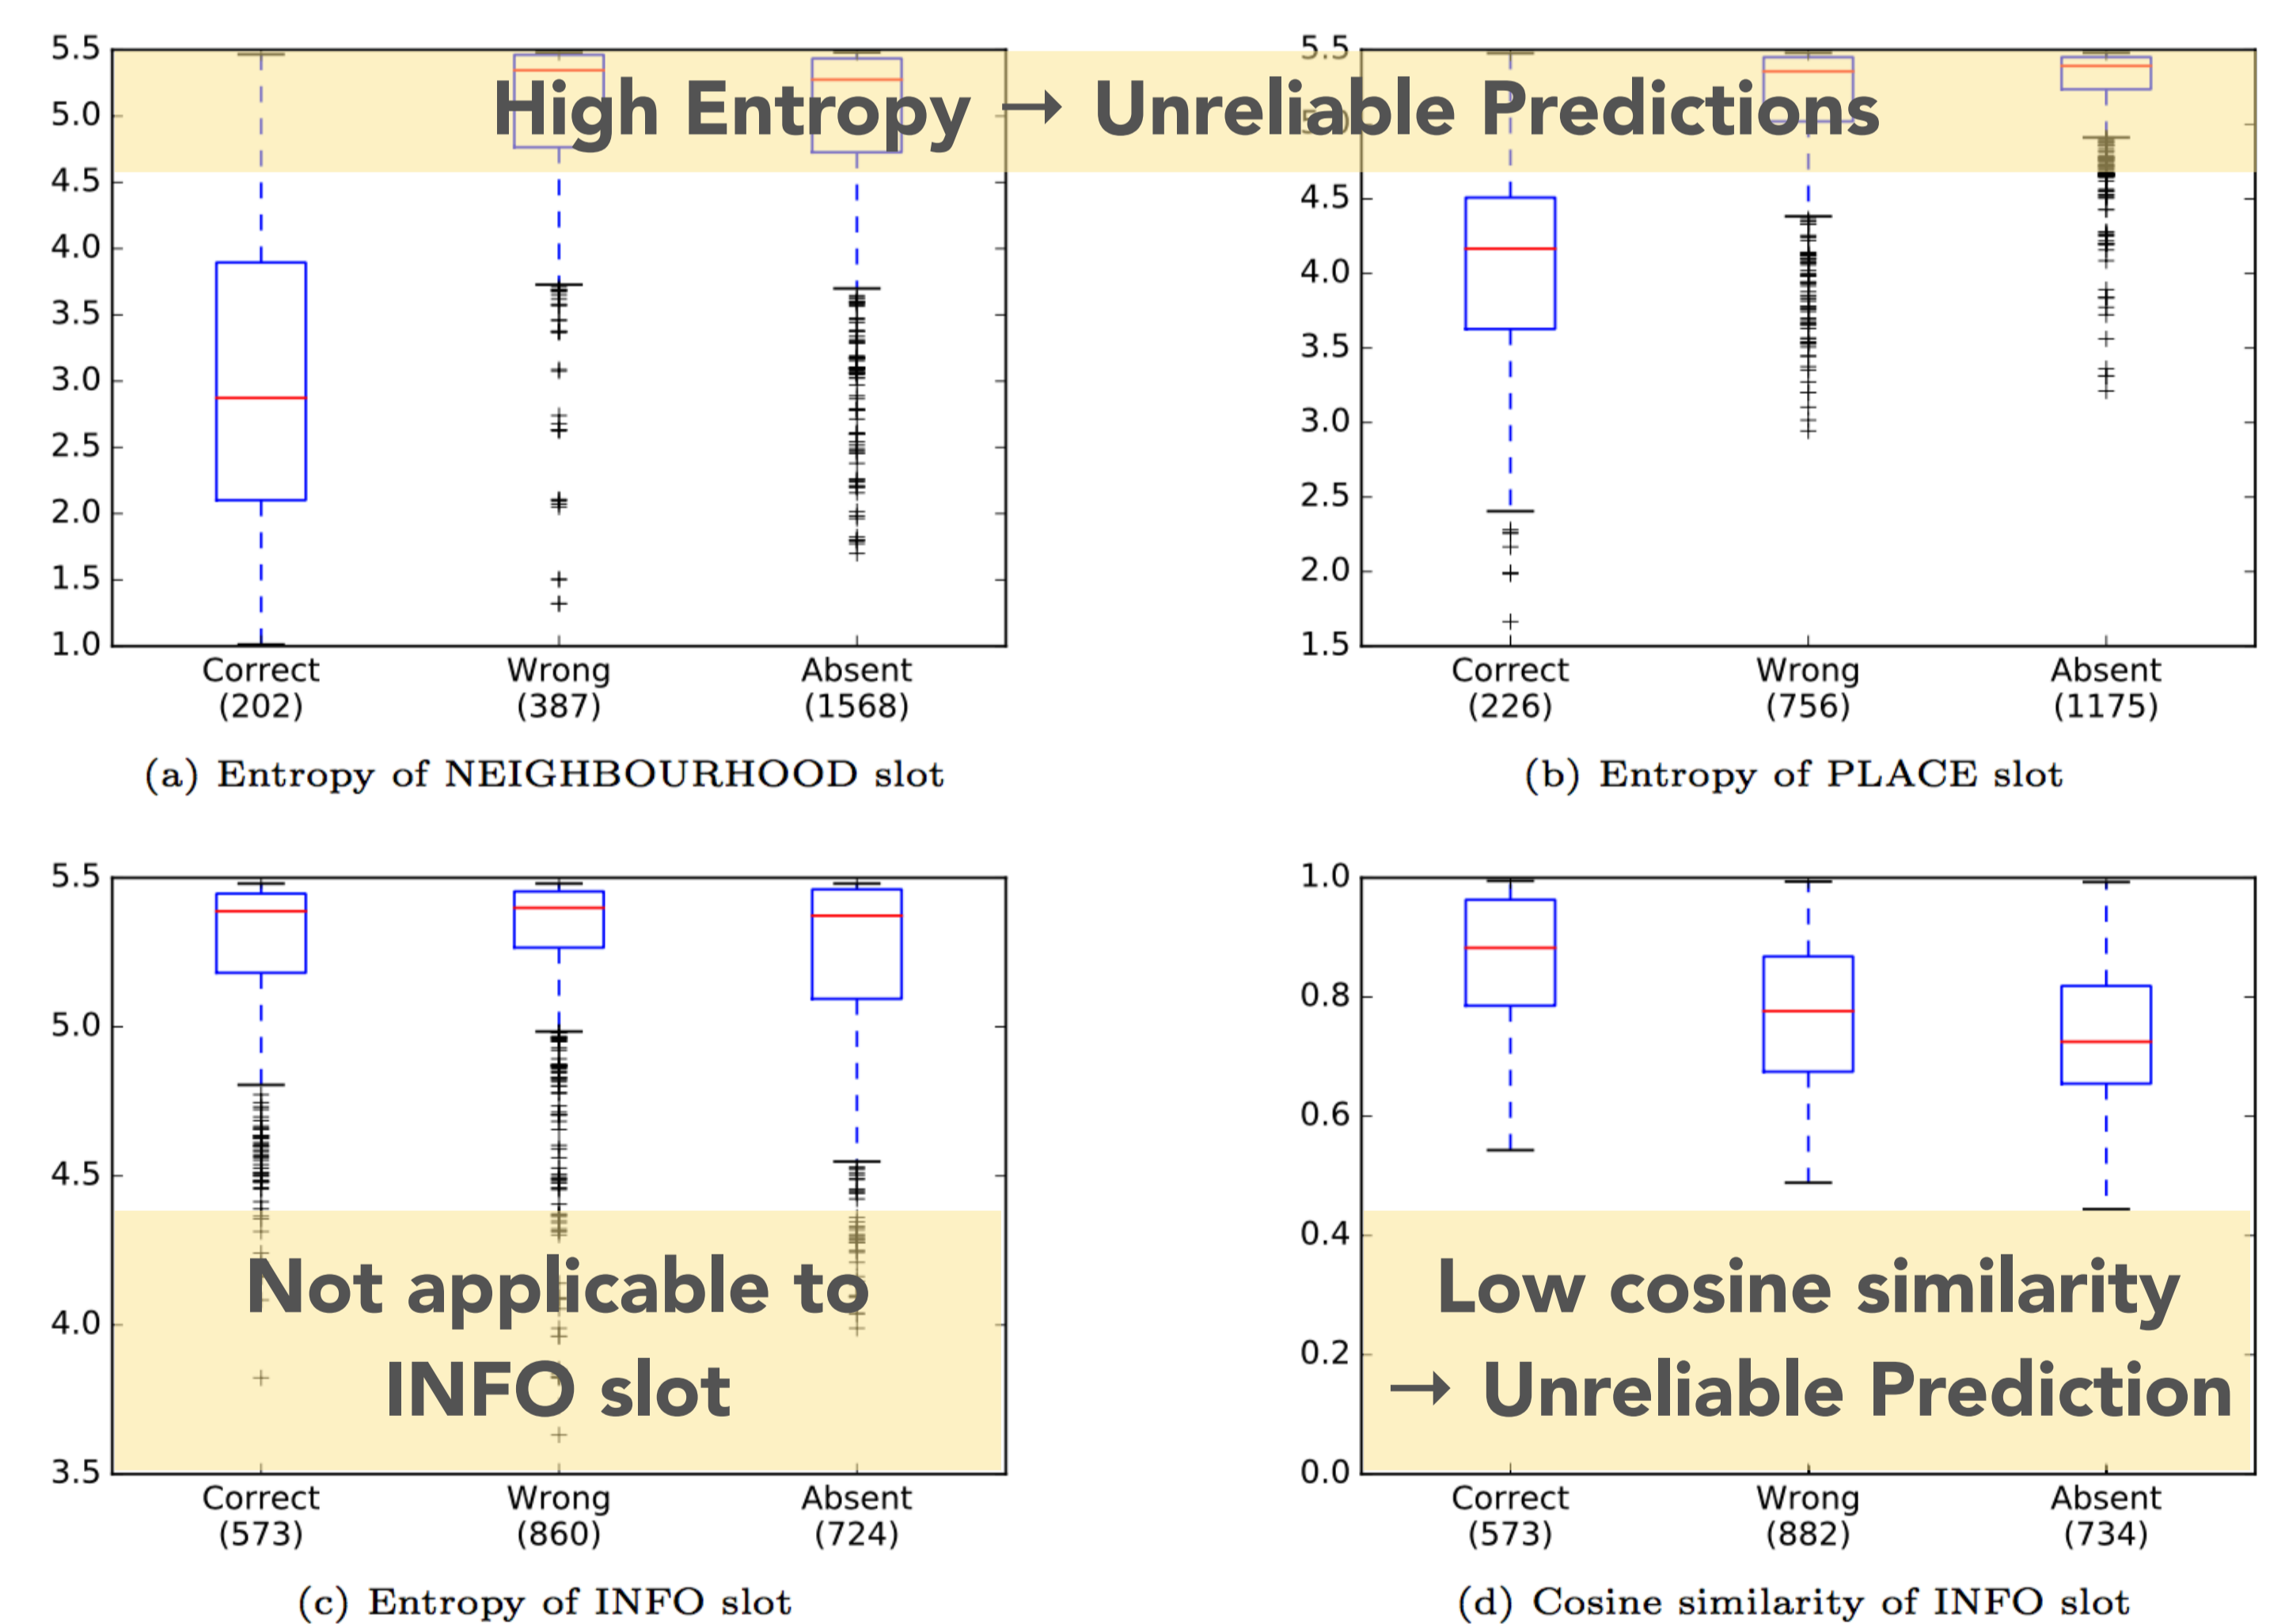 5.5
5.0
4.5
4.0
3.5
3.0
2.5
2.0
1.5
1.0
Correct
(202)
Wrong
(387)
Absent
(1568)
(a) Entropy of NEIGHBOURHOOD slot
High Entropy → Unreliable Predictions
5.5
5.0
4.5
4.0
3.5
3.0
2.5
2.0
1.5
Correct
(226)
Wrong
(756)
Absent
(1175)
(b) Entropy of PLACE slot
5.5
5.0
4.5
4.0
3.5
Not applicable to
INFO slot
Correct
(573)
Wrong
(860)
Absent
(724)
(c) Entropy of INFO slot
1.0
0.8
0.6
0.4
0.2
0.0
Low cosine similarity
→ Unreliable Prediction
Correct
(573)
Wrong
(882)
Absent
(734)
(d) Cosine similarity of INFO slot